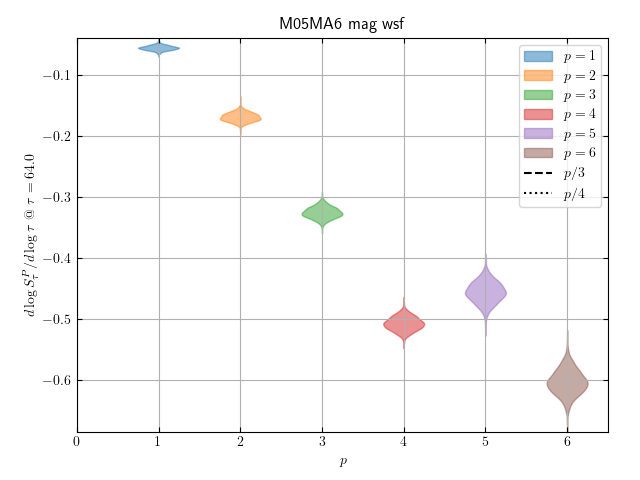 M05MA6 mag wsf
d log S_τ^P / d log τ @ τ = 64.0
−0.1
−0.2
−0.3
−0.4
−0.5
−0.6
p = 1
p = 2
p = 3
p = 4
p = 5
p = 6
p/3
p/4
0 1 2 3 4 5 6
p